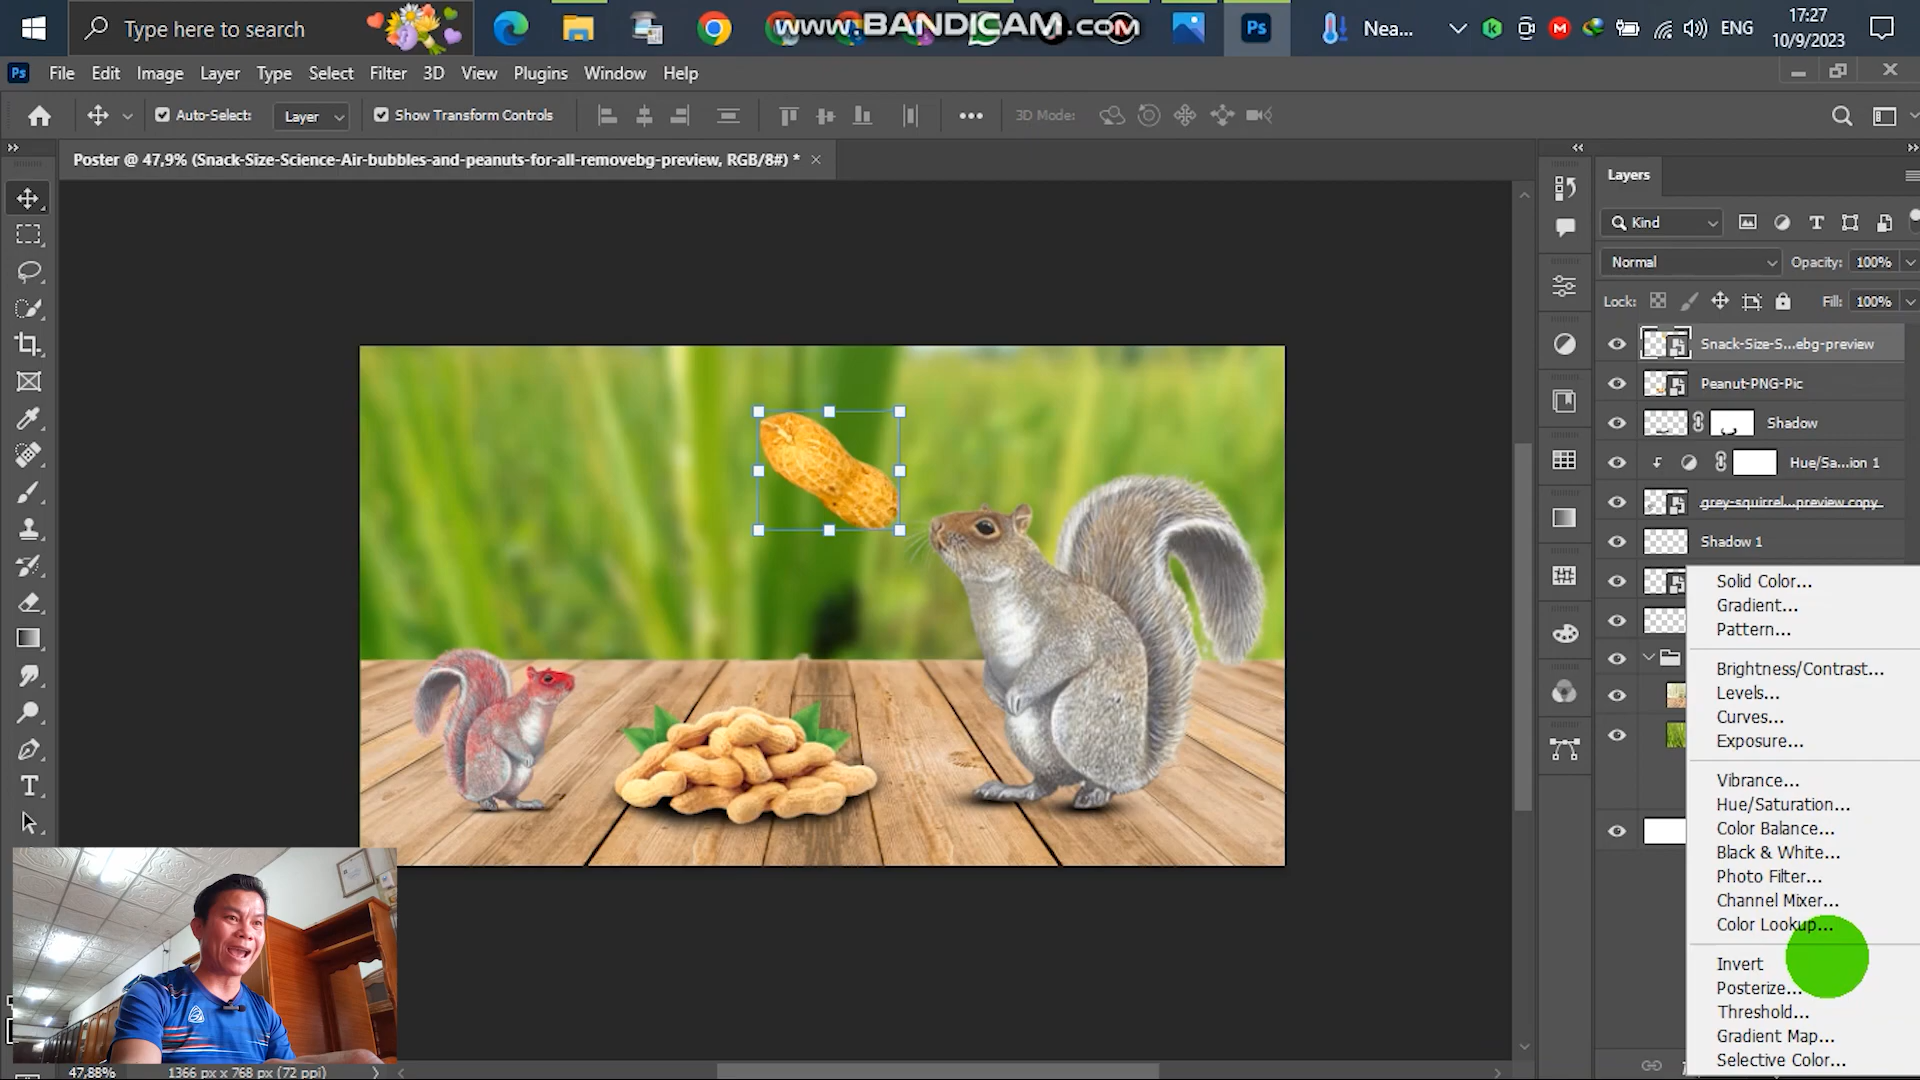 Type here to search
www.BANDICAM.com
Nea...
ENG
17:27
10/9/2023
Ps
File Edit Image Layer Type Select Filter 3D View Plugins Window Help
Auto-Select:
Layer
Show Transform Controls
3D Mode:
Poster @ 47,9% (Snack-Size-Science-Air-bubbles-and-peanuts-for-all-removebg-preview, RGB/8#) *
Layers
Kind
Normal
Opacity: 100%
Lock:
Fill: 100%
Snack-Size-S...ebg-preview
Peanut-PNG-Pic
Shadow
Hue/Sa...ion 1
grey-squirrel...preview copy
Shadow 1
Solid Color...
Gradient...
Pattern...
Brightness/Contrast...
Levels...
Curves...
Exposure...
Vibrance...
Hue/Saturation...
Color Balance...
Black & White...
Photo Filter...
Channel Mixer...
Color Lookup...
Invert
Posterize...
Threshold...
Gradient Map...
Selective Color...
47,88%
1366 px x 768 px (72 ppi)